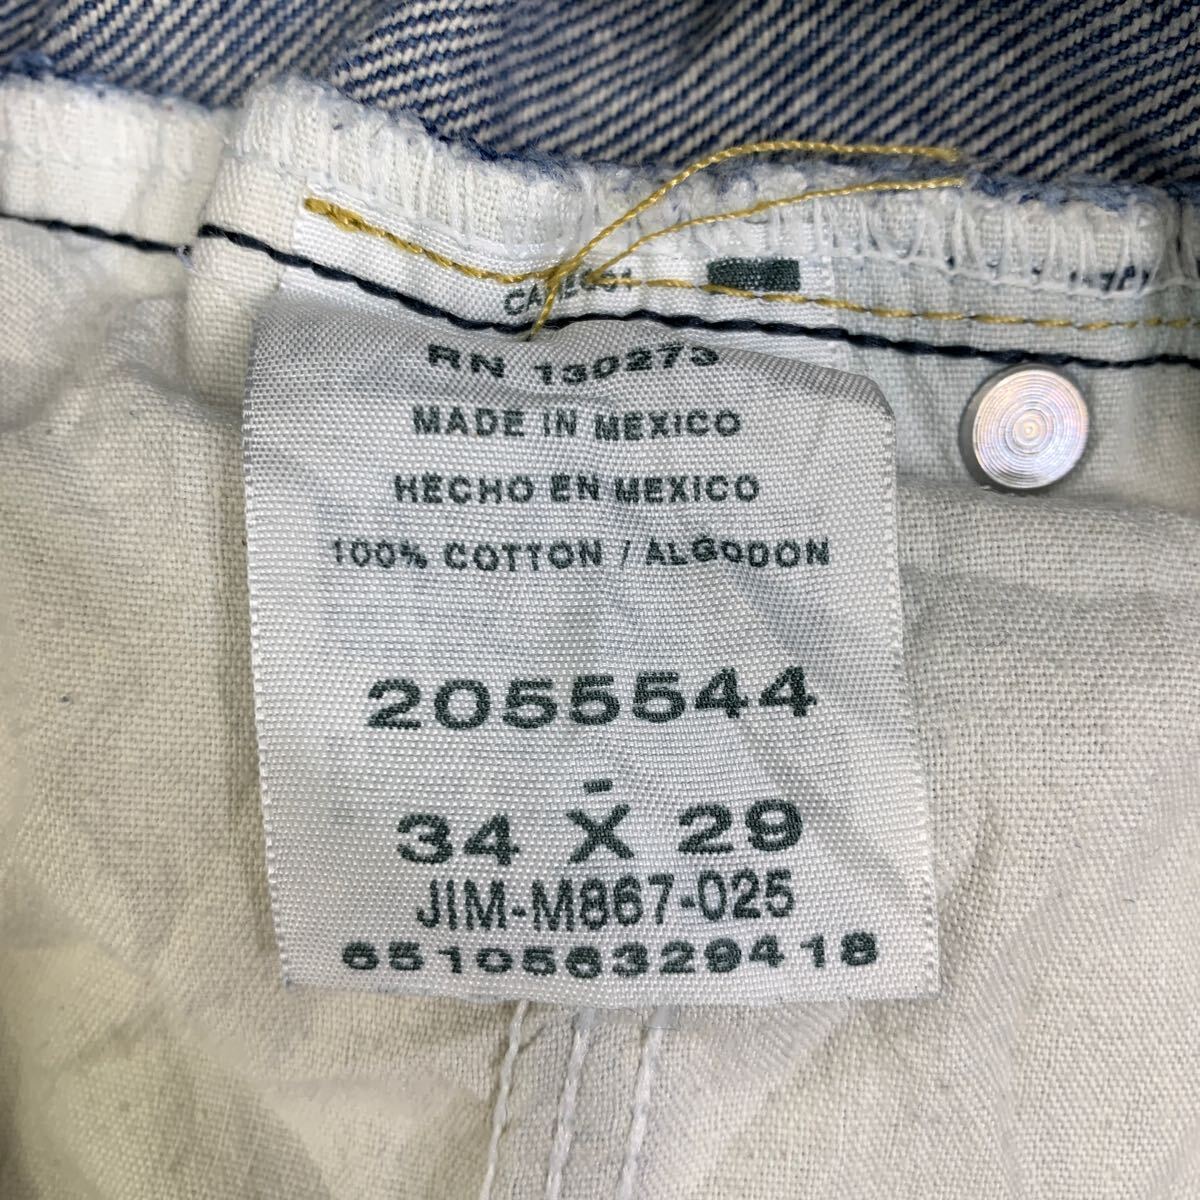 RN 130273
MADE IN MEXICO
HECHO EN MEXICO
100% COTTON / ALGODON
2055544
-
34 X 29
JIM-M867-025
651056329418